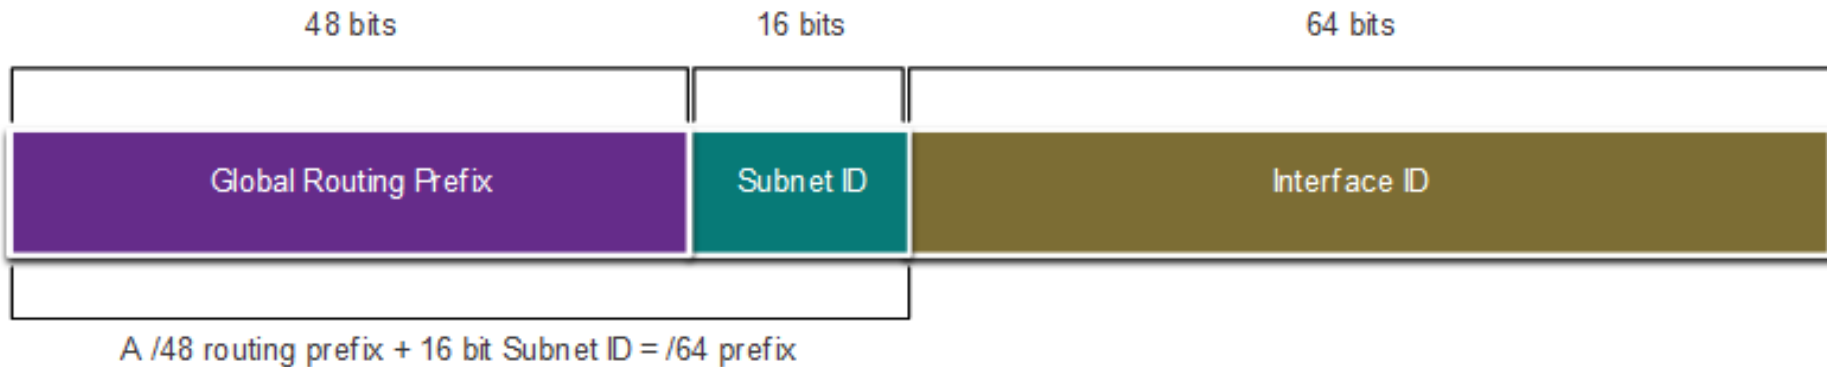 48 bits 16 bits 64 bits
Global Routing Prefix Subnet ID Interface ID
A /48 routing prefix + 16 bit Subnet ID = /64 prefix